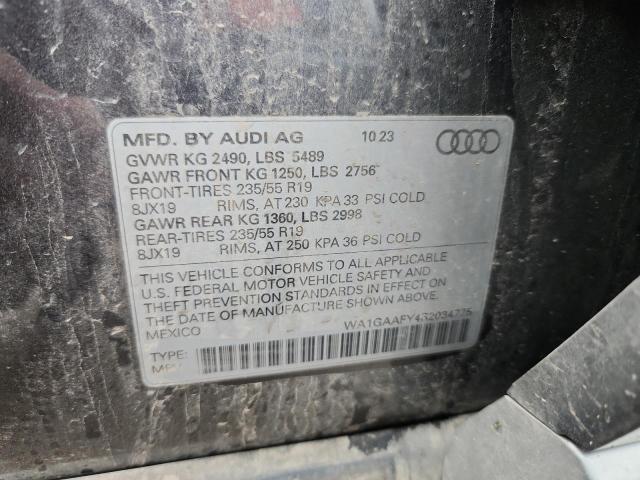 MFD. BY AUDI AG 10 23
GVWR KG 2490, LBS 5489
GAWR FRONT KG 1250, LBS 2756
FRONT-TIRES 235/55 R19
8JX19 RIMS, AT 230 KPA 33 PSI COLD
GAWR REAR KG 1360, LBS 2998
REAR-TIRES 235/55 R19
8JX19 RIMS, AT 250 KPA 36 PSI COLD
THIS VEHICLE CONFORMS TO ALL APPLICABLE
U.S. FEDERAL MOTOR VEHICLE SAFETY AND
THEFT PREVENTION STANDARDS IN EFFECT ON
THE DATE OF MANUFACTURE SHOWN ABOVE.
MEXICO WA1GAAFY4R2034775
TYPE: